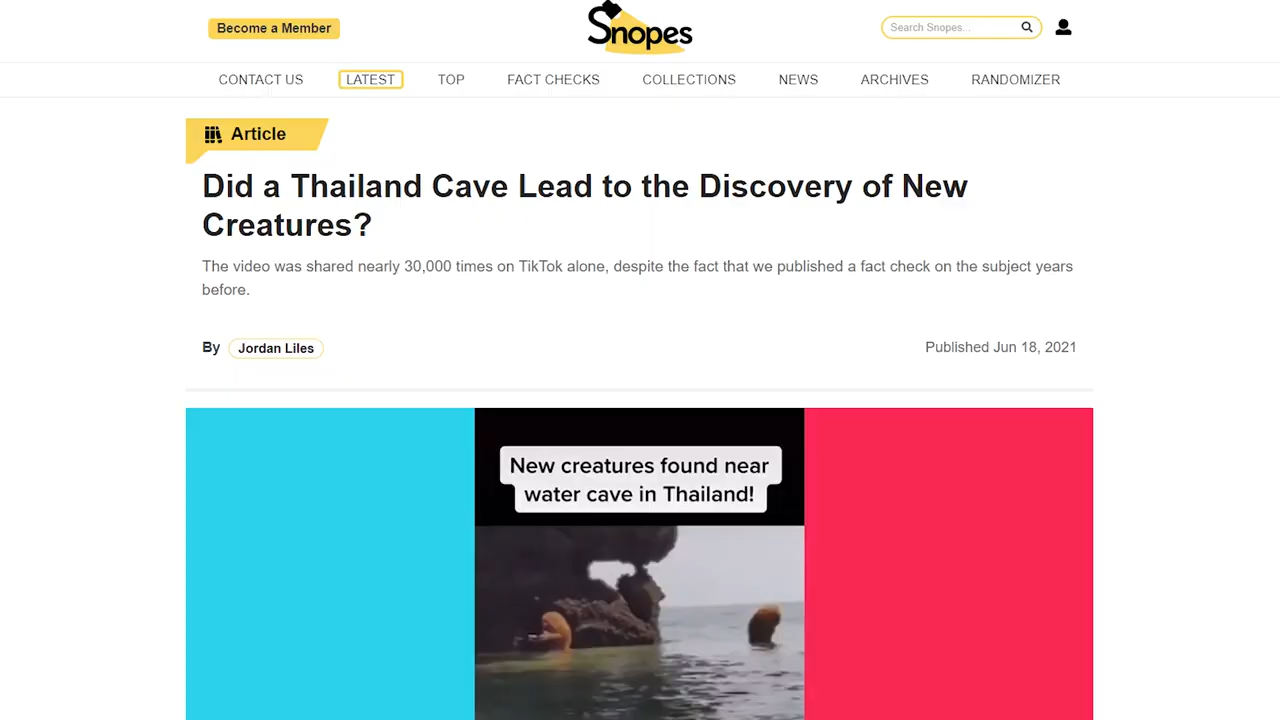 Become a Member
Snopes
Search Snopes...
CONTACT US
LATEST
TOP
FACT CHECKS
COLLECTIONS
NEWS
ARCHIVES
RANDOMIZER
Article
Did a Thailand Cave Lead to the Discovery of New
Creatures?
The video was shared nearly 30,000 times on TikTok alone, despite the fact that we published a fact check on the subject years
before.
By Jordan Liles
Published Jun 18, 2021
New creatures found near
water cave in Thailand!